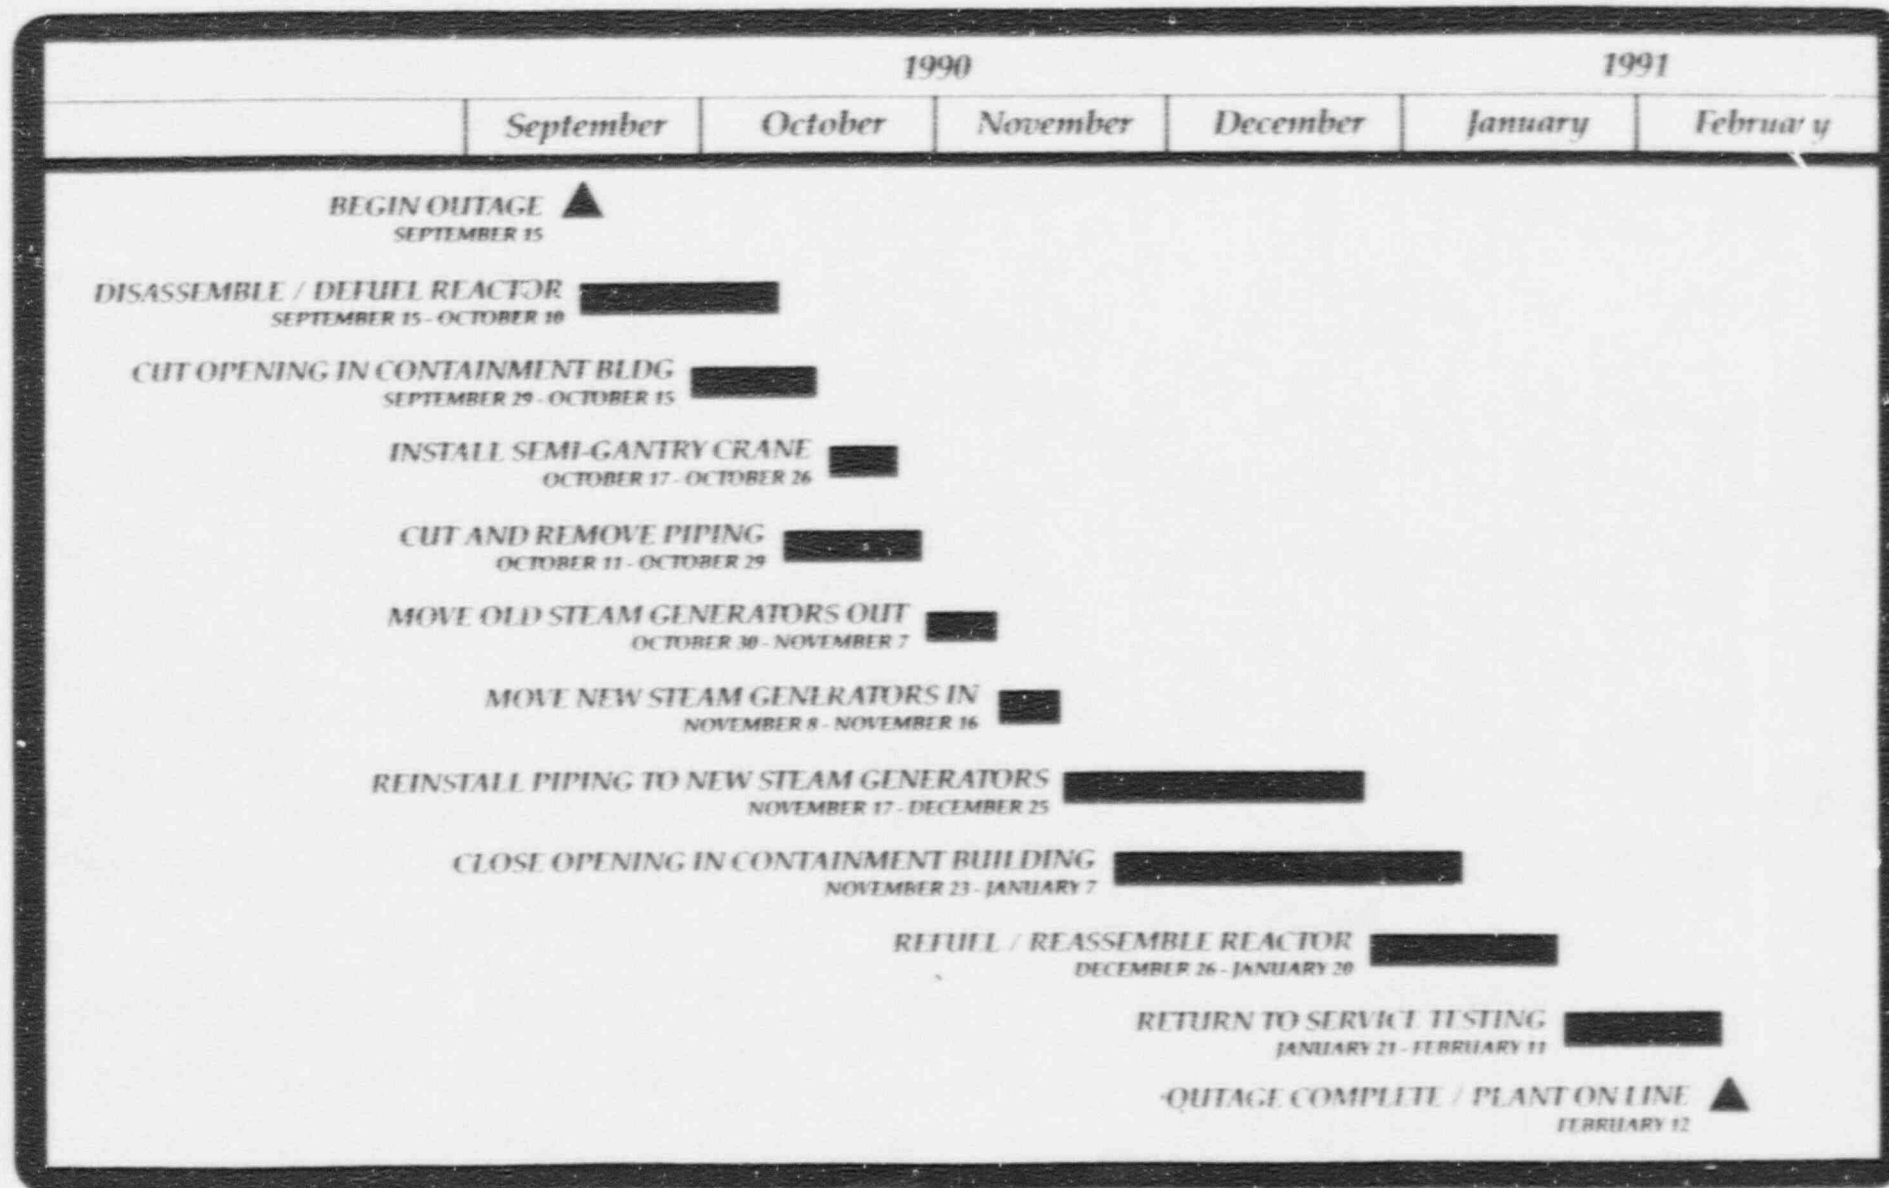 1990 1991
September October November December January February
BEGIN OUTAGE
SEPTEMBER 15
DISASSEMBLE / DEFUEL REACTOR
SEPTEMBER 15 - OCTOBER 10
CUT OPENING IN CONTAINMENT BLDG
SEPTEMBER 29 - OCTOBER 15
INSTALL SEMI-GANTRY CRANE
OCTOBER 17 - OCTOBER 26
CUT AND REMOVE PIPING
OCTOBER 11 - OCTOBER 29
MOVE OLD STEAM GENERATORS OUT
OCTOBER 30 - NOVEMBER 7
MOVE NEW STEAM GENERATORS IN
NOVEMBER 8 - NOVEMBER 16
REINSTALL PIPING TO NEW STEAM GENERATORS
NOVEMBER 17 - DECEMBER 25
CLOSE OPENING IN CONTAINMENT BUILDING
NOVEMBER 23 - JANUARY 7
REFUEL / REASSEMBLE REACTOR
DECEMBER 26 - JANUARY 20
RETURN TO SERVICE TESTING
JANUARY 21 - FEBRUARY 11
OUTAGE COMPLETE / PLANT ON LINE
FEBRUARY 12